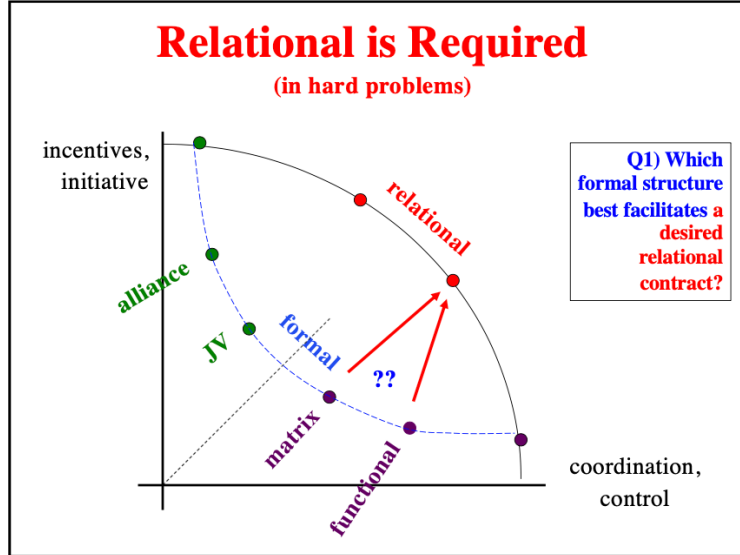 Relational is Required
(in hard problems)
incentives,
initiative
Q1) Which
formal structure
best facilitates a
desired
relational
contract?
relational
alliance
JV
formal
??
matrix
functional
coordination,
control